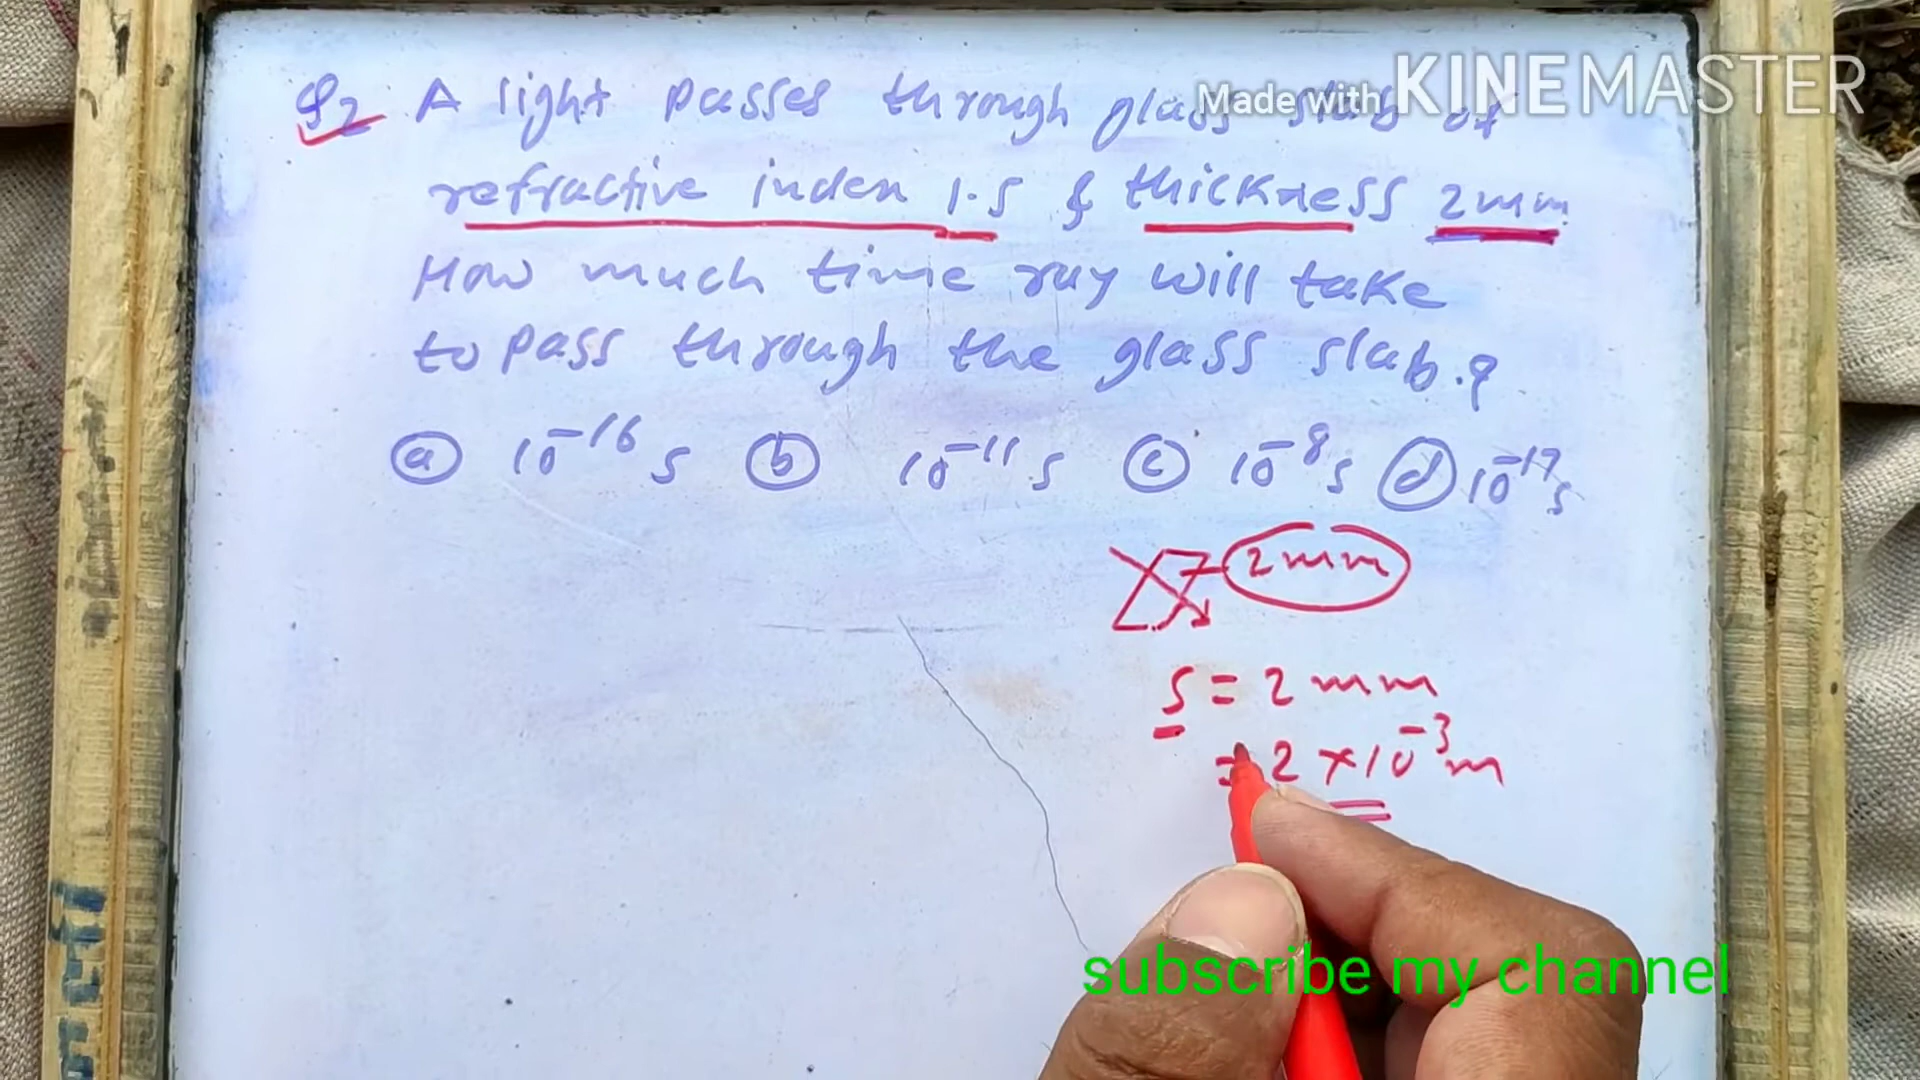 Q2 A light passes through glass slab of
Made with KINEMASTER
refractive index 1.5 & thickness 2mm
How much time ray will take
to pass through the glass slab.?
ⓐ 10⁻¹⁶ s ⓑ 10⁻¹¹ s ⓒ 10⁻⁸ s ⓓ 10⁻¹⁷ s
2mm
S = 2mm
= 2 × 10⁻³ m
subscribe my channel